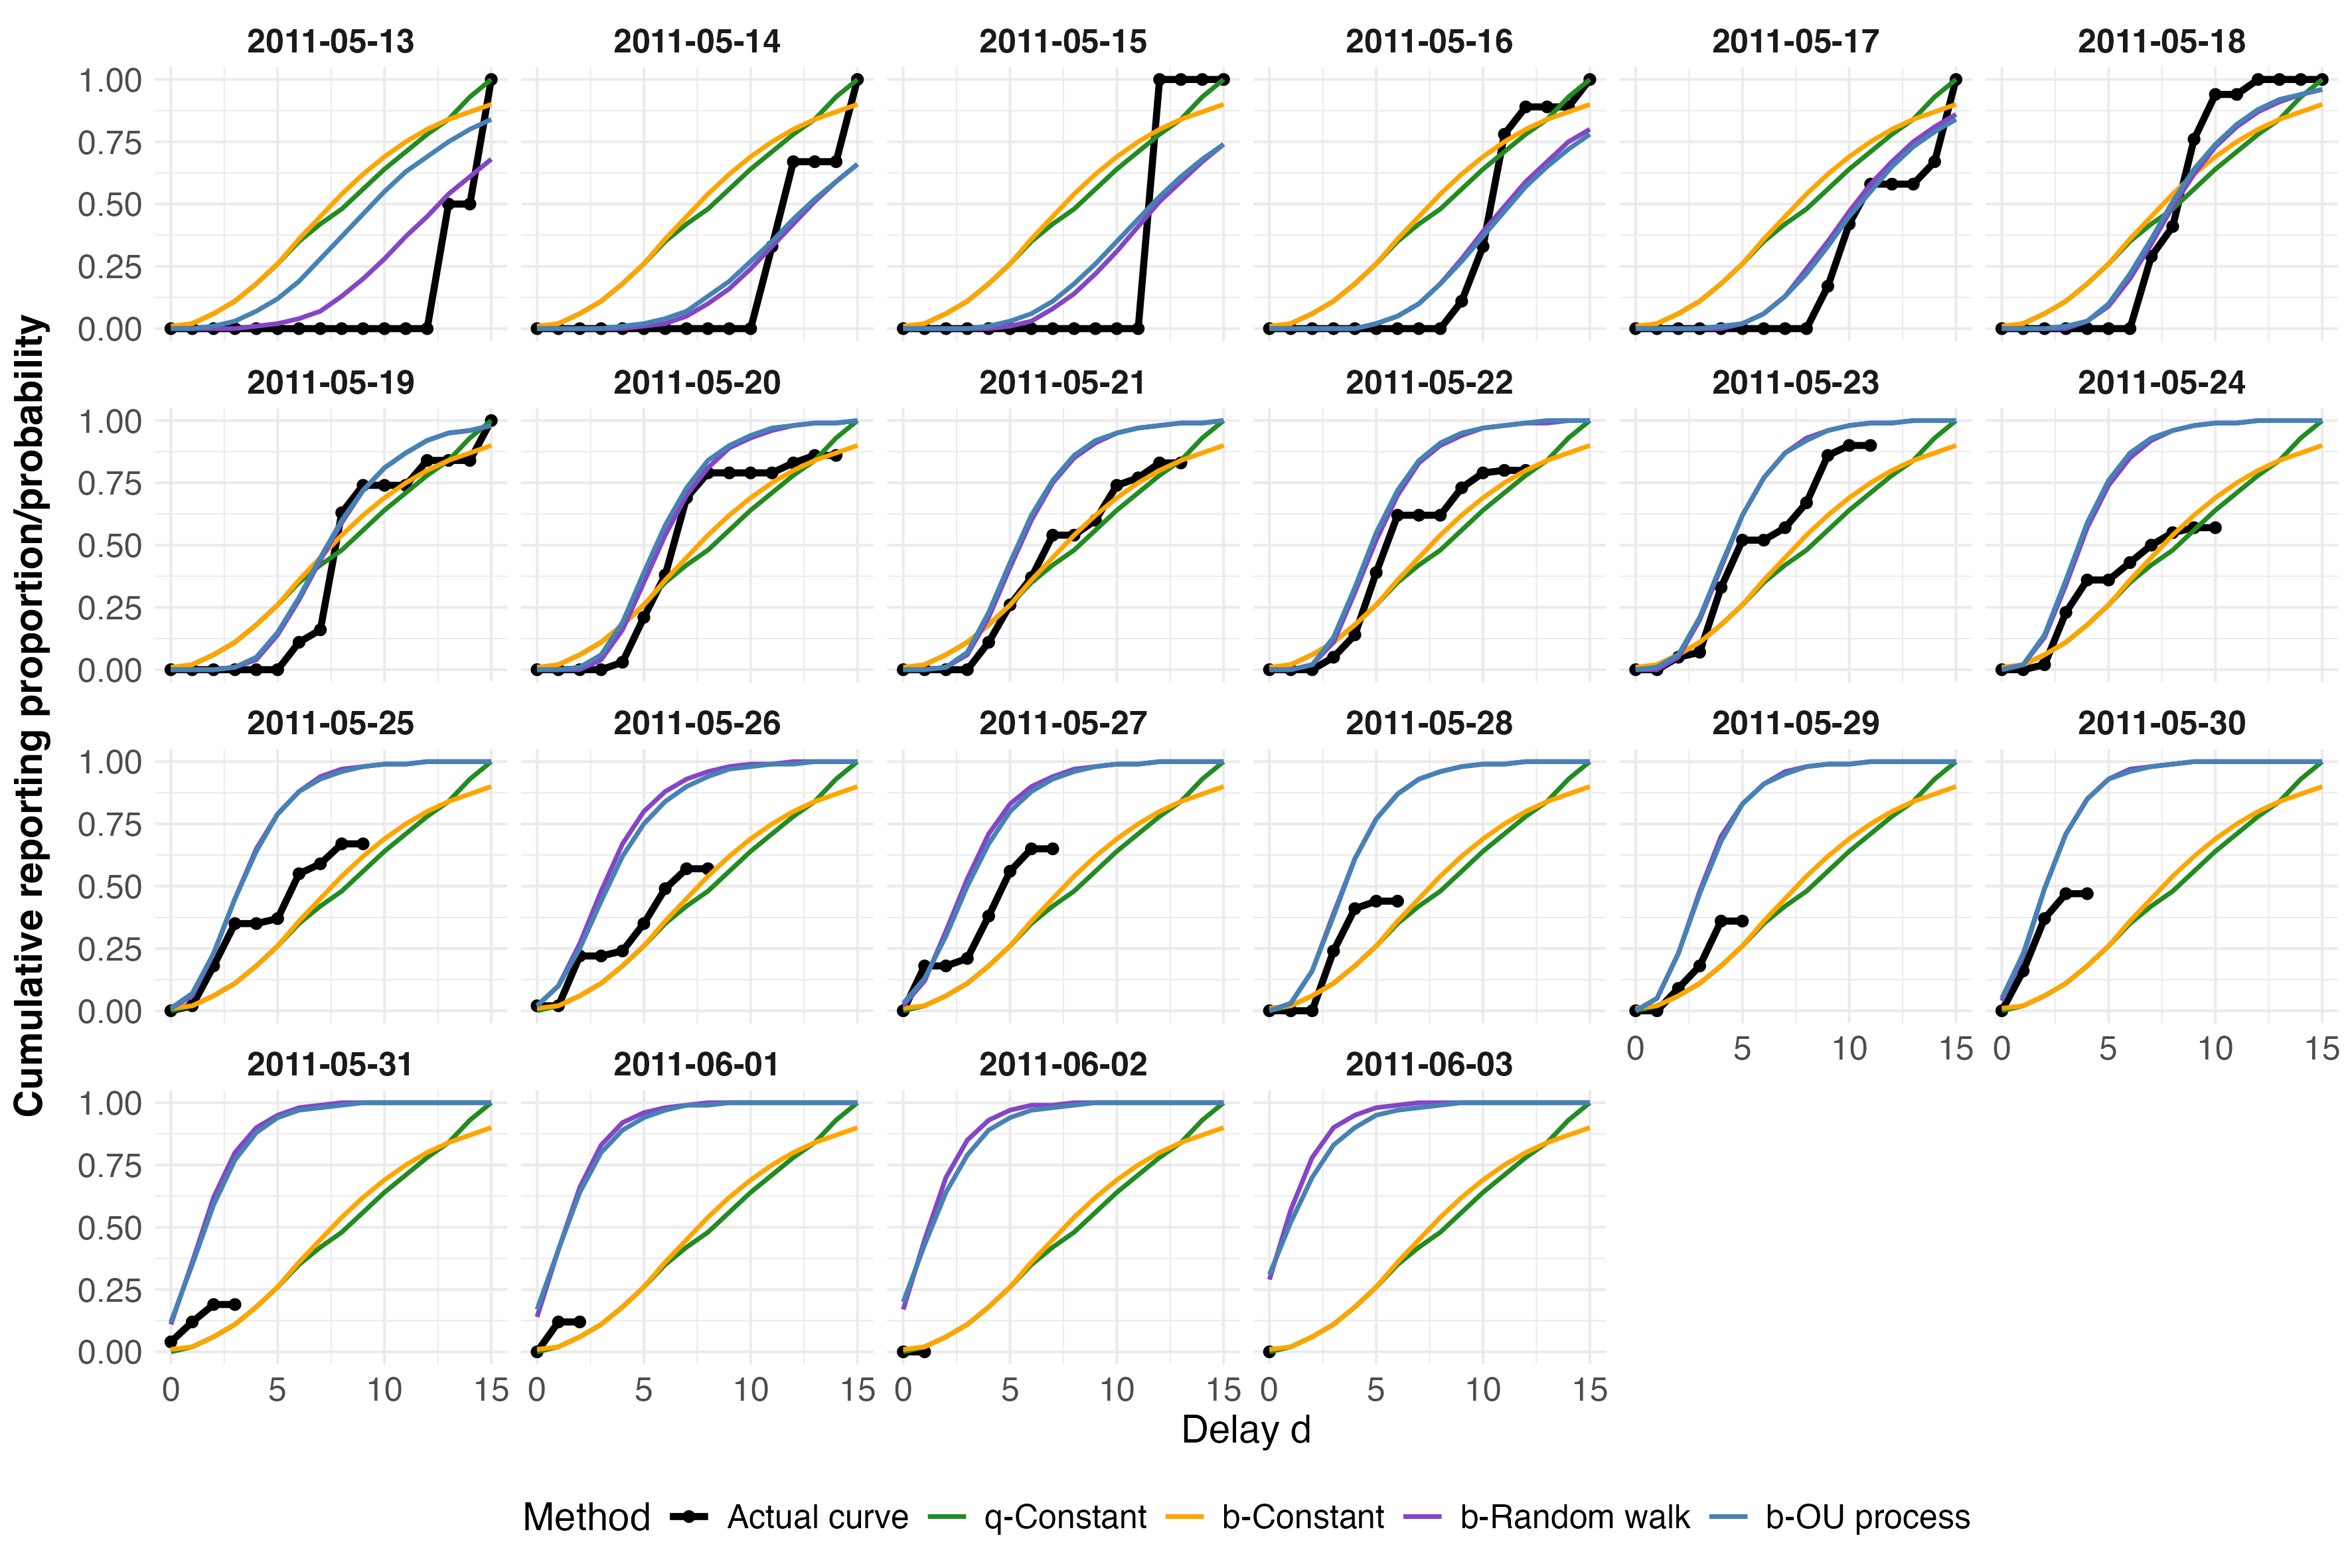 2011-05-13 2011-05-14 2011-05-15 2011-05-16 2011-05-17 2011-05-18
1.00
0.75
0.50
0.25
0.00
2011-05-19 2011-05-20 2011-05-21 2011-05-22 2011-05-23 2011-05-24
1.00
0.75
0.50
0.25
0.00
2011-05-25 2011-05-26 2011-05-27 2011-05-28 2011-05-29 2011-05-30
1.00
0.75
0.50
0.25
0.00
0 5 10 15 0 5 10 15
2011-05-31 2011-06-01 2011-06-02 2011-06-03
1.00
0.75
0.50
0.25
0.00
0 5 10 15 0 5 10 15 0 5 10 15 0 5 10 15
Cumulative reporting proportion/probability
Delay d
Method Actual curve q-Constant b-Constant b-Random walk b-OU process